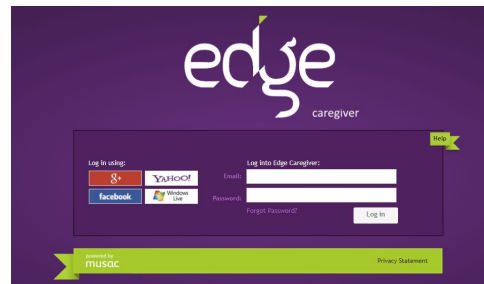 edge
caregiver
Help
Log in using:
8+
YAHOO!
facebook
Windows Live
Log into Edge Caregiver:
Email:
Password:
Forgot Password?
Log in
powered by
musac
Privacy Statement